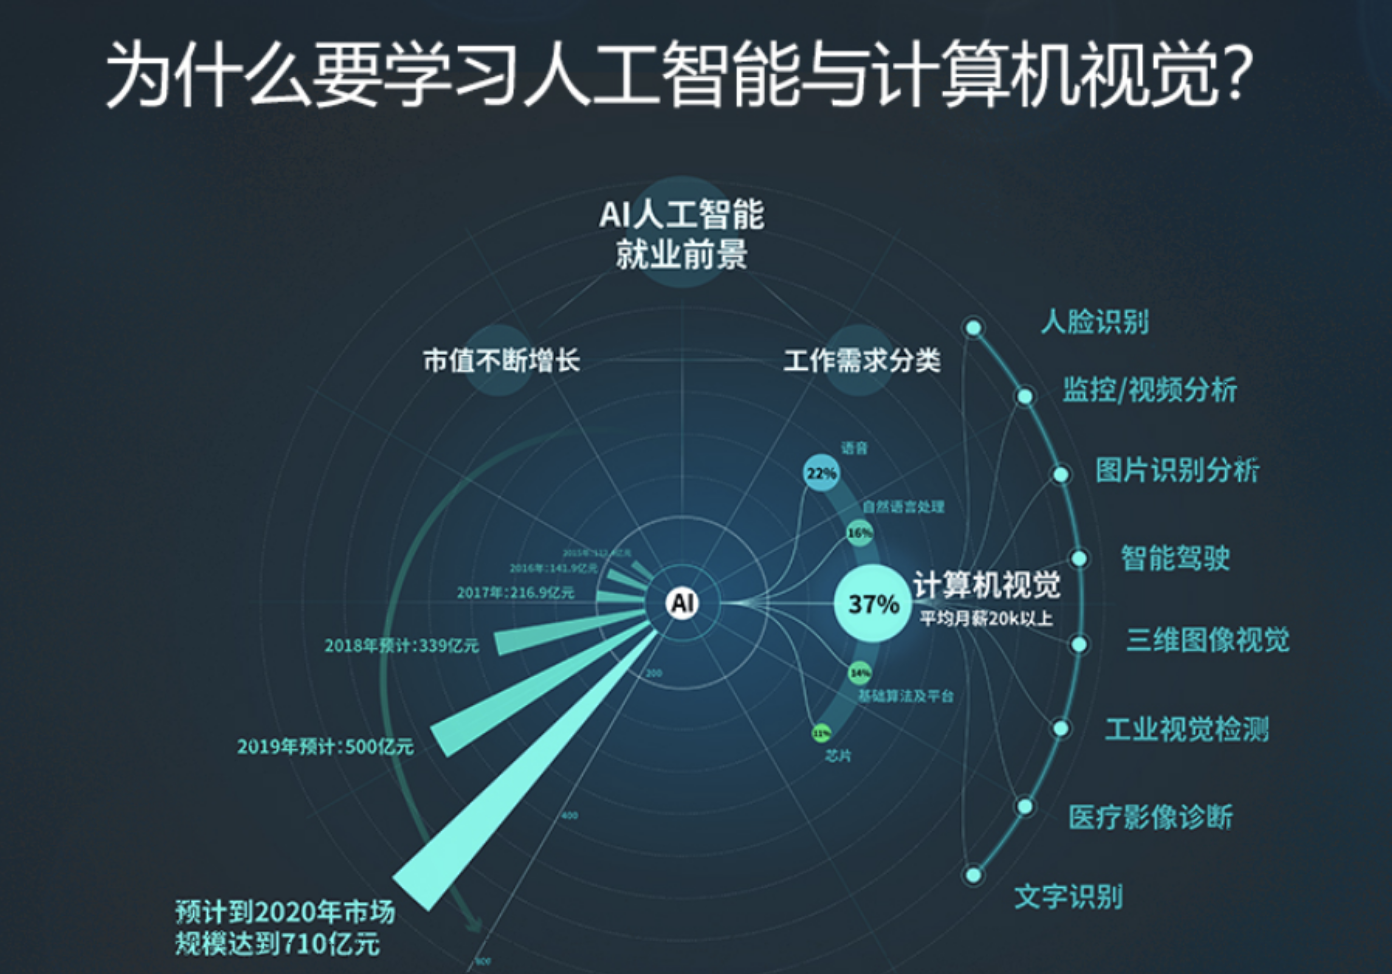 为什么要学习人工智能与计算机视觉?
AI人工智能
就业前景
市值不断增长
工作需求分类
2016年:141.9亿元
2017年:216.9亿元
2018年预计:339亿元
2019年预计:500亿元
预计到2020年市场
规模达到710亿元
AI
200
400
600
语音
22%
自然语言处理
16%
37%
计算机视觉
平均月薪20k以上
14%
基础算法及平台
11%
芯片
人脸识别
监控/视频分析
图片识别分析
智能驾驶
三维图像视觉
工业视觉检测
医疗影像诊断
文字识别